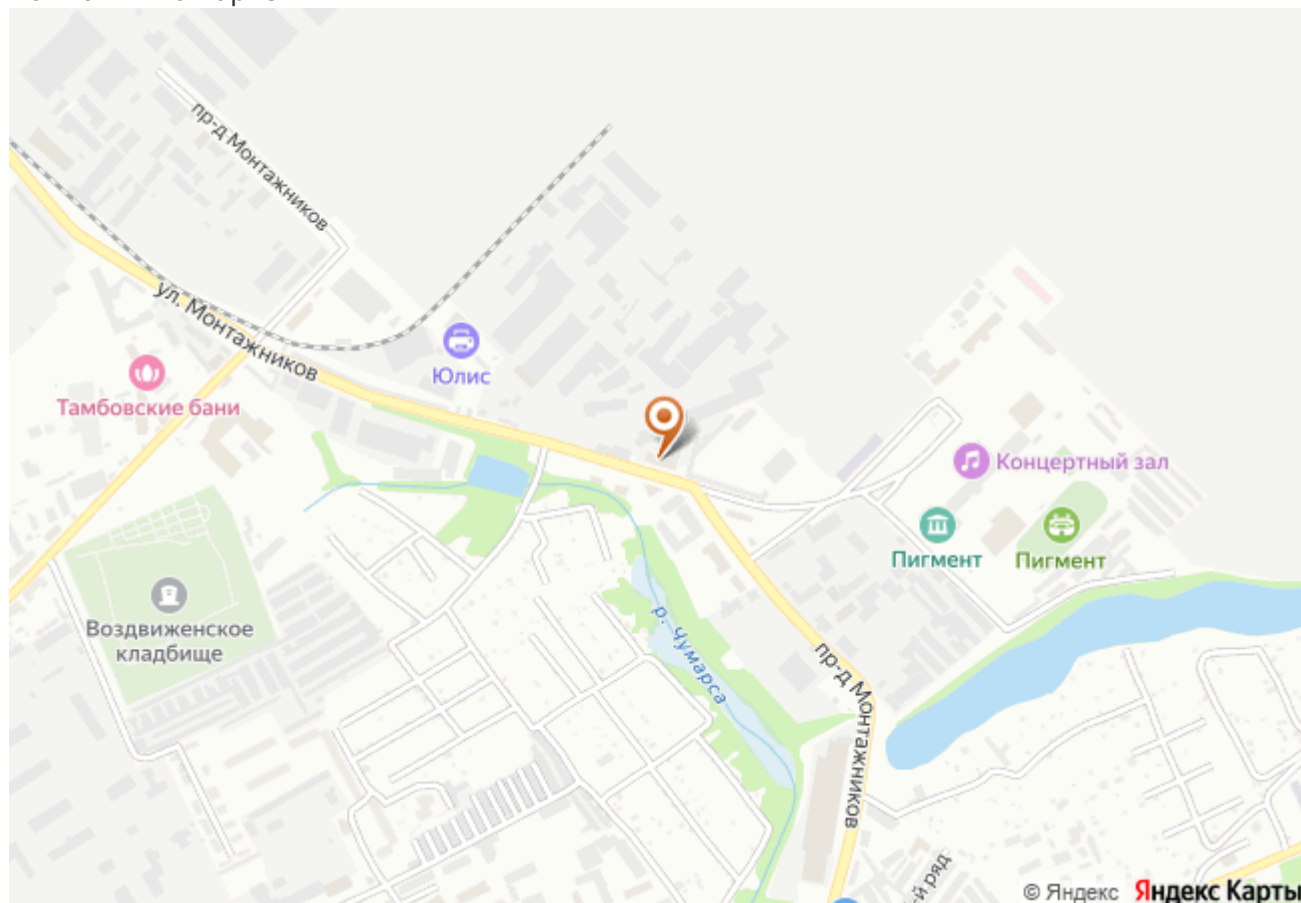 пр-д Монтажников
ул. Монтажников
Юлис
Тамбовские бани
Концертный зал
Пигмент
Пигмент
Воздвиженское
кладбище
р. Чумарса
пр-д Монтажников
й ряд
© Яндекс Яндекс Карты